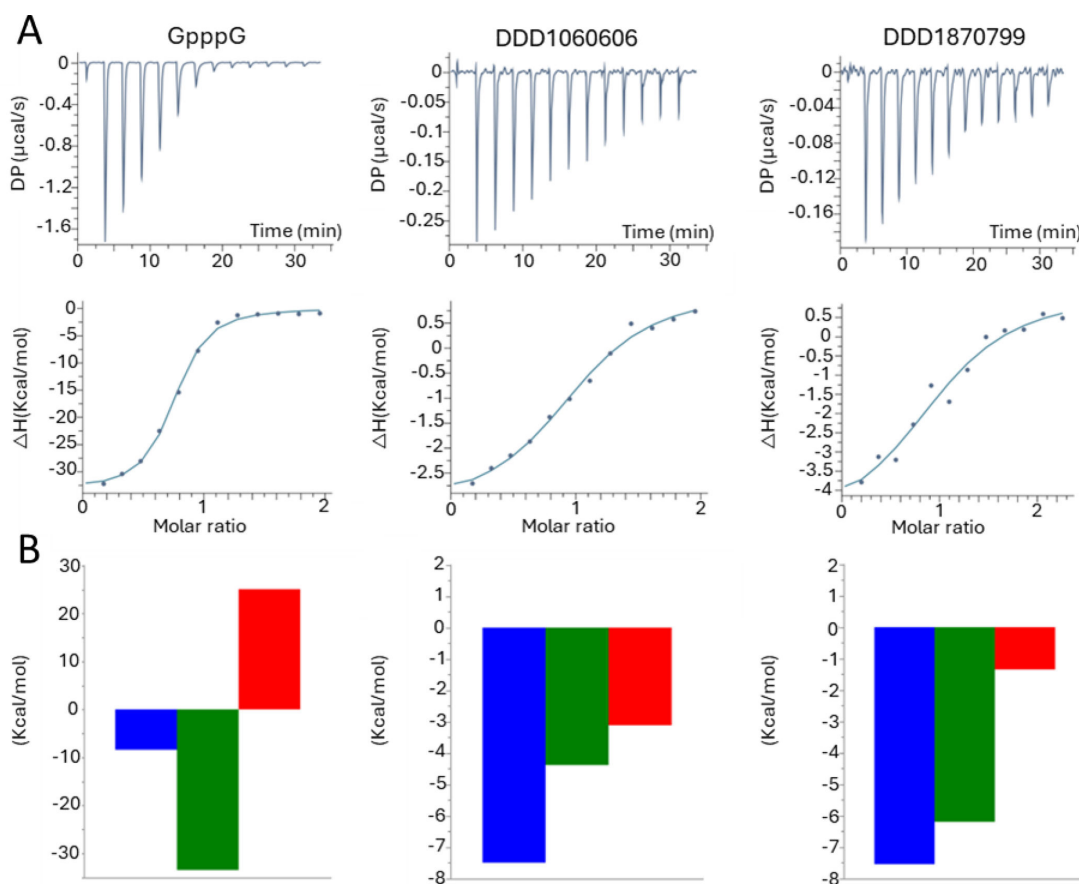 A
GpppG
DDD1060606
DDD1870799
0
-0.4
-0.8
-1.2
-1.6
DP (µcal/s)
Time (min)
0 10 20 30
0
-0.05
-0.1
-0.15
-0.2
-0.25
DP (µcal/s)
Time (min)
0 10 20 30
0
-0.04
-0.08
-0.12
-0.16
DP (µcal/s)
Time (min)
0 10 20 30
0
-5
-10
-15
-20
-25
-30
△H(Kcal/mol)
0 1 2
Molar ratio
0.5
0
-0.5
-1
-1.5
-2
-2.5
△H(Kcal/mol)
0 1 2
Molar ratio
0.5
0
-0.5
-1
-1.5
-2
-2.5
-3
-3.5
-4
△H(Kcal/mol)
0 1 2
Molar ratio
B
30
20
10
0
-10
-20
-30
(Kcal/mol)
2
1
0
-1
-2
-3
-4
-5
-6
-7
-8
(Kcal/mol)
2
1
0
-1
-2
-3
-4
-5
-6
-7
-8
(Kcal/mol)